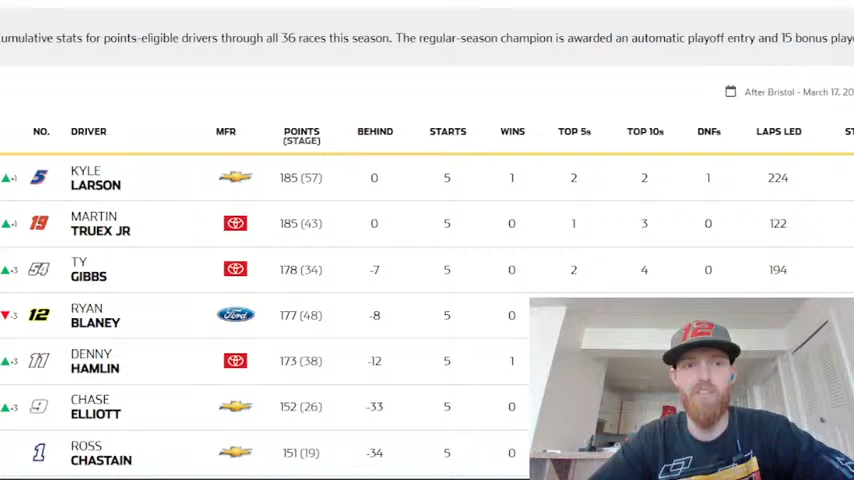 Cumulative stats for points-eligible drivers through all 36 races this season. The regular-season champion is awarded an automatic playoff entry and 15 bonus
After Bristol - March 17, 20
NO. DRIVER MFR POINTS (STAGE) BEHIND STARTS WINS TOP 5s TOP 10s DNFs LAPS LED ST
+1 5 KYLE LARSON 185 (57) 0 5 1 2 2 1 224
+1 19 MARTIN TRUEX JR 185 (43) 0 5 0 1 3 0 122
+3 54 TY GIBBS 178 (34) -7 5 0 2 4 0 194
-3 12 RYAN BLANEY Ford 177 (48) -8 5 0
+3 11 DENNY HAMLIN 173 (38) -12 5 1
+3 9 CHASE ELLIOTT 152 (26) -33 5 0
1 ROSS CHASTAIN 151 (19) -34 5 0
12